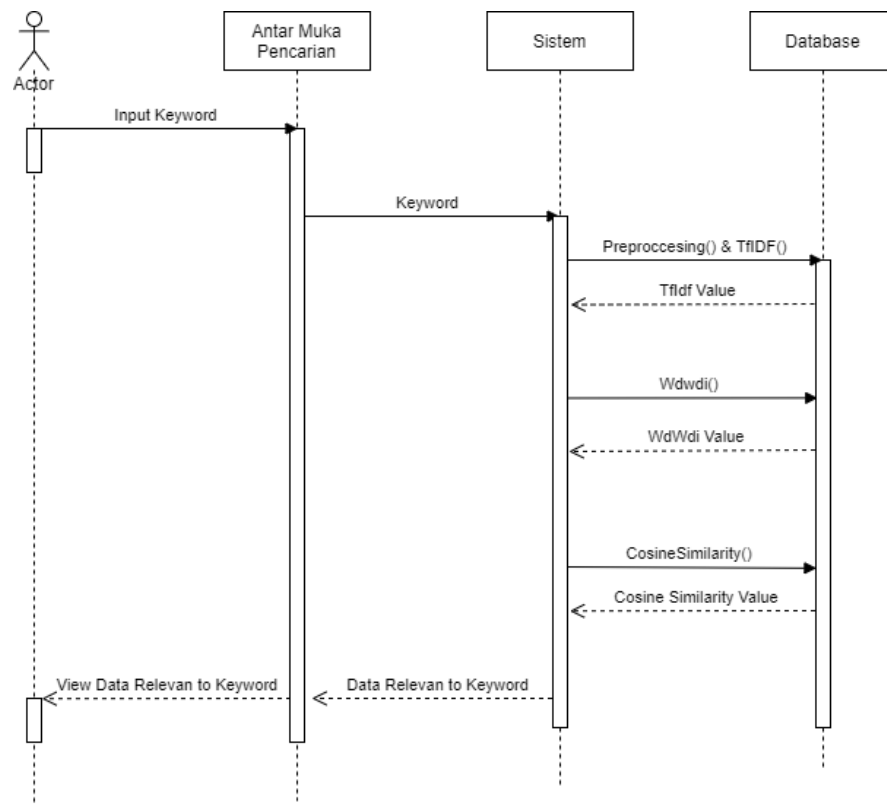 Antar Muka
Pencarian
Sistem
Database
Actor
Input Keyword
Keyword
Preproccesing() & TfIDF()
TfIdf Value
Wdwdi()
WdWdi Value
CosineSimilarity()
Cosine Similarity Value
View Data Relevan to Keyword
Data Relevan to Keyword